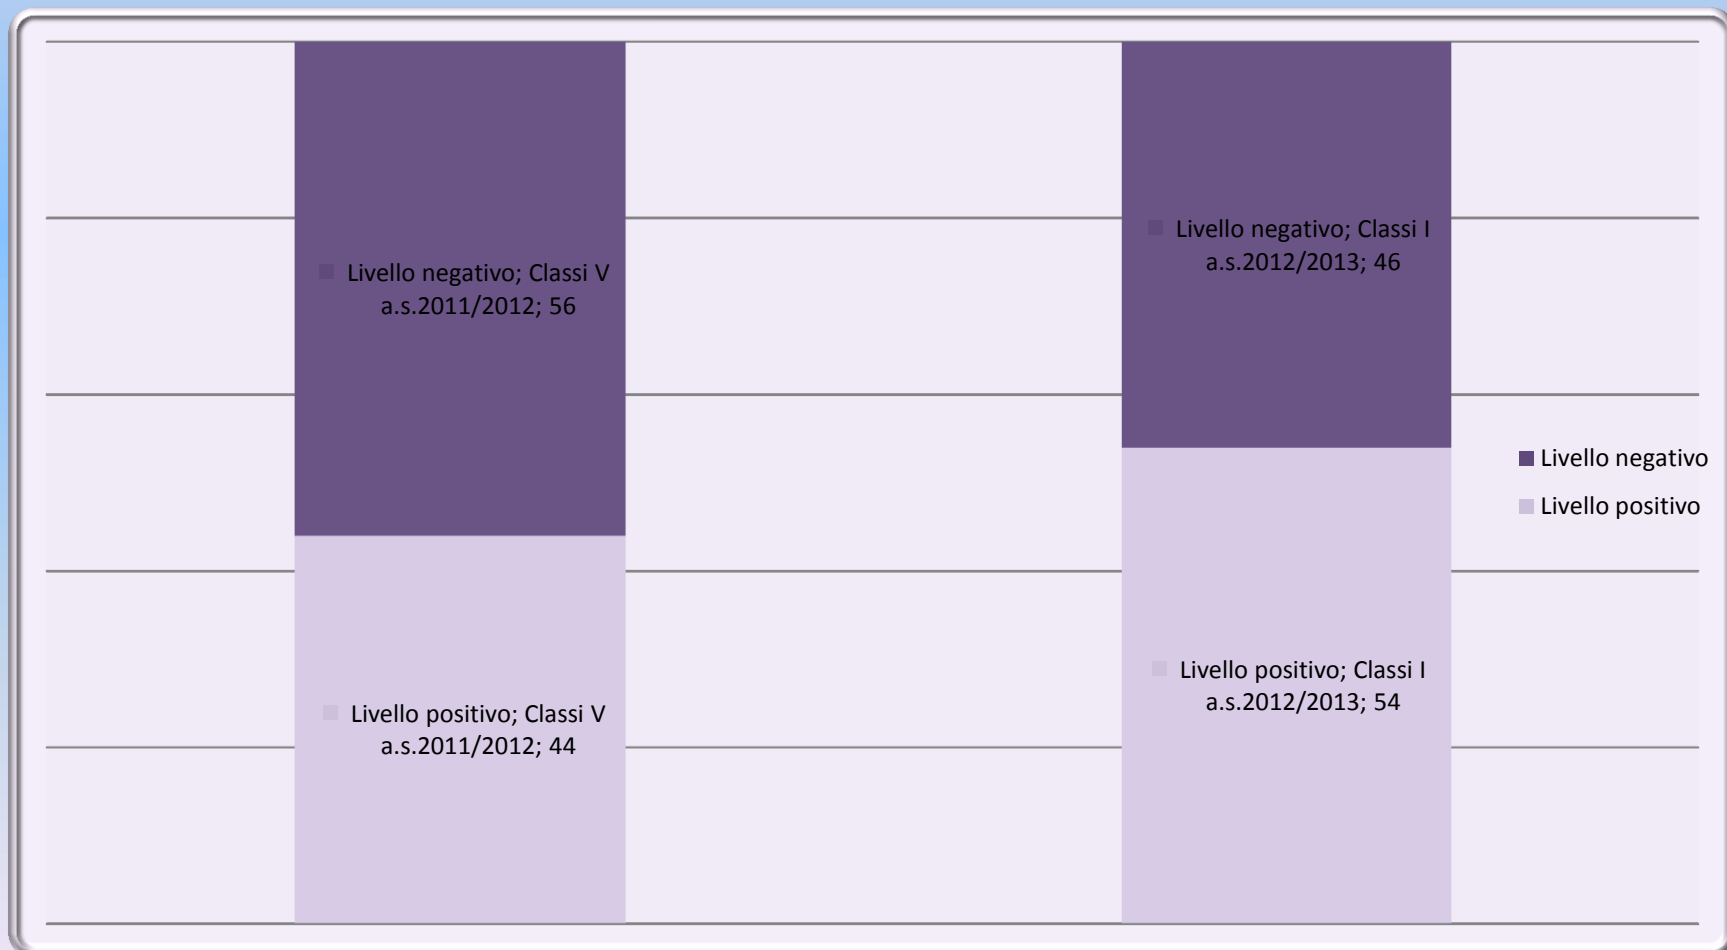 Livello negativo; Classi V
a.s.2011/2012; 56
Livello positivo; Classi V
a.s.2011/2012; 44
Livello negativo; Classi I
a.s.2012/2013; 46
Livello positivo; Classi I
a.s.2012/2013; 54
Livello negativo
Livello positivo